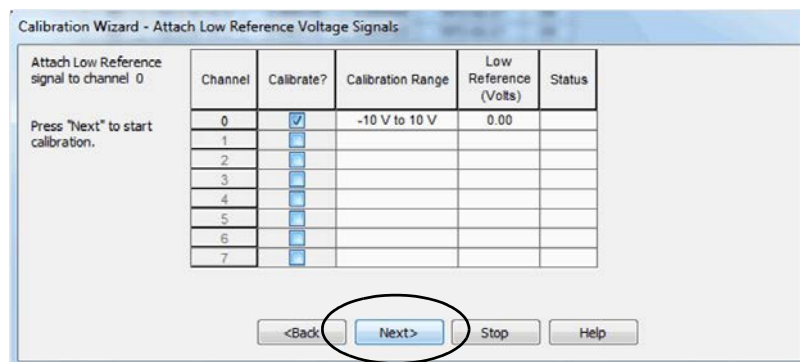 Calibration Wizard - Attach Low Reference Voltage Signals
Attach Low Reference
signal to channel 0
Press "Next" to start
calibration.
Channel Calibrate? Calibration Range Low Reference (Volts) Status
0 -10 V to 10 V 0.00
1
2
3
4
5
6
7
<Back Next> Stop Help